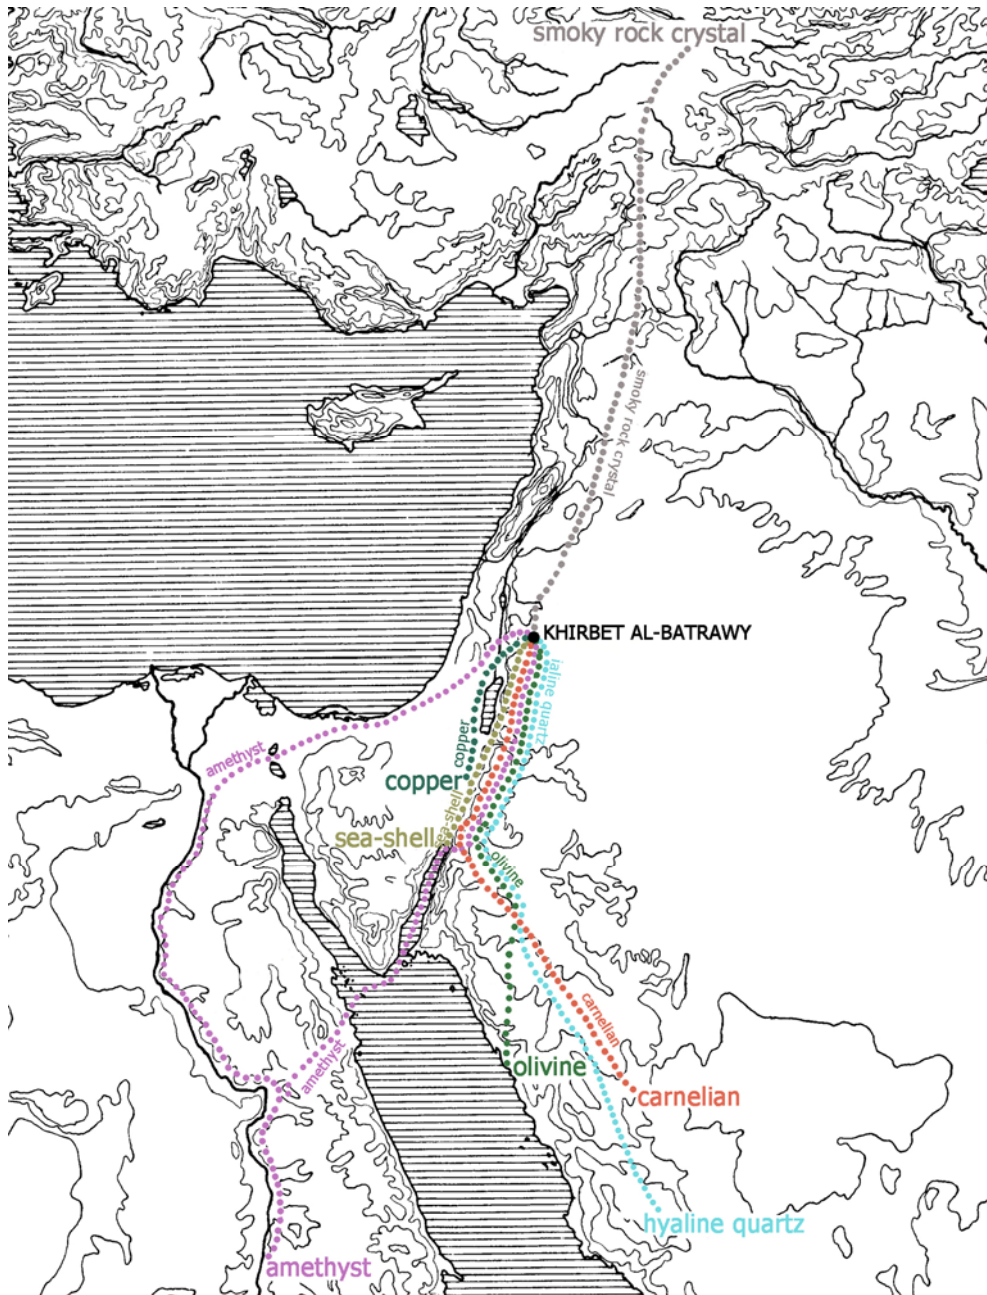 smoky rock crystal
smoky rock crystal
KHIRBET AL-BATRAWY
ialine quartz
amethyst
copper
copper
sea-shell
sea-shell
olivine
carnelian
amethyst
olivine
carnelian
hyaline quartz
amethyst